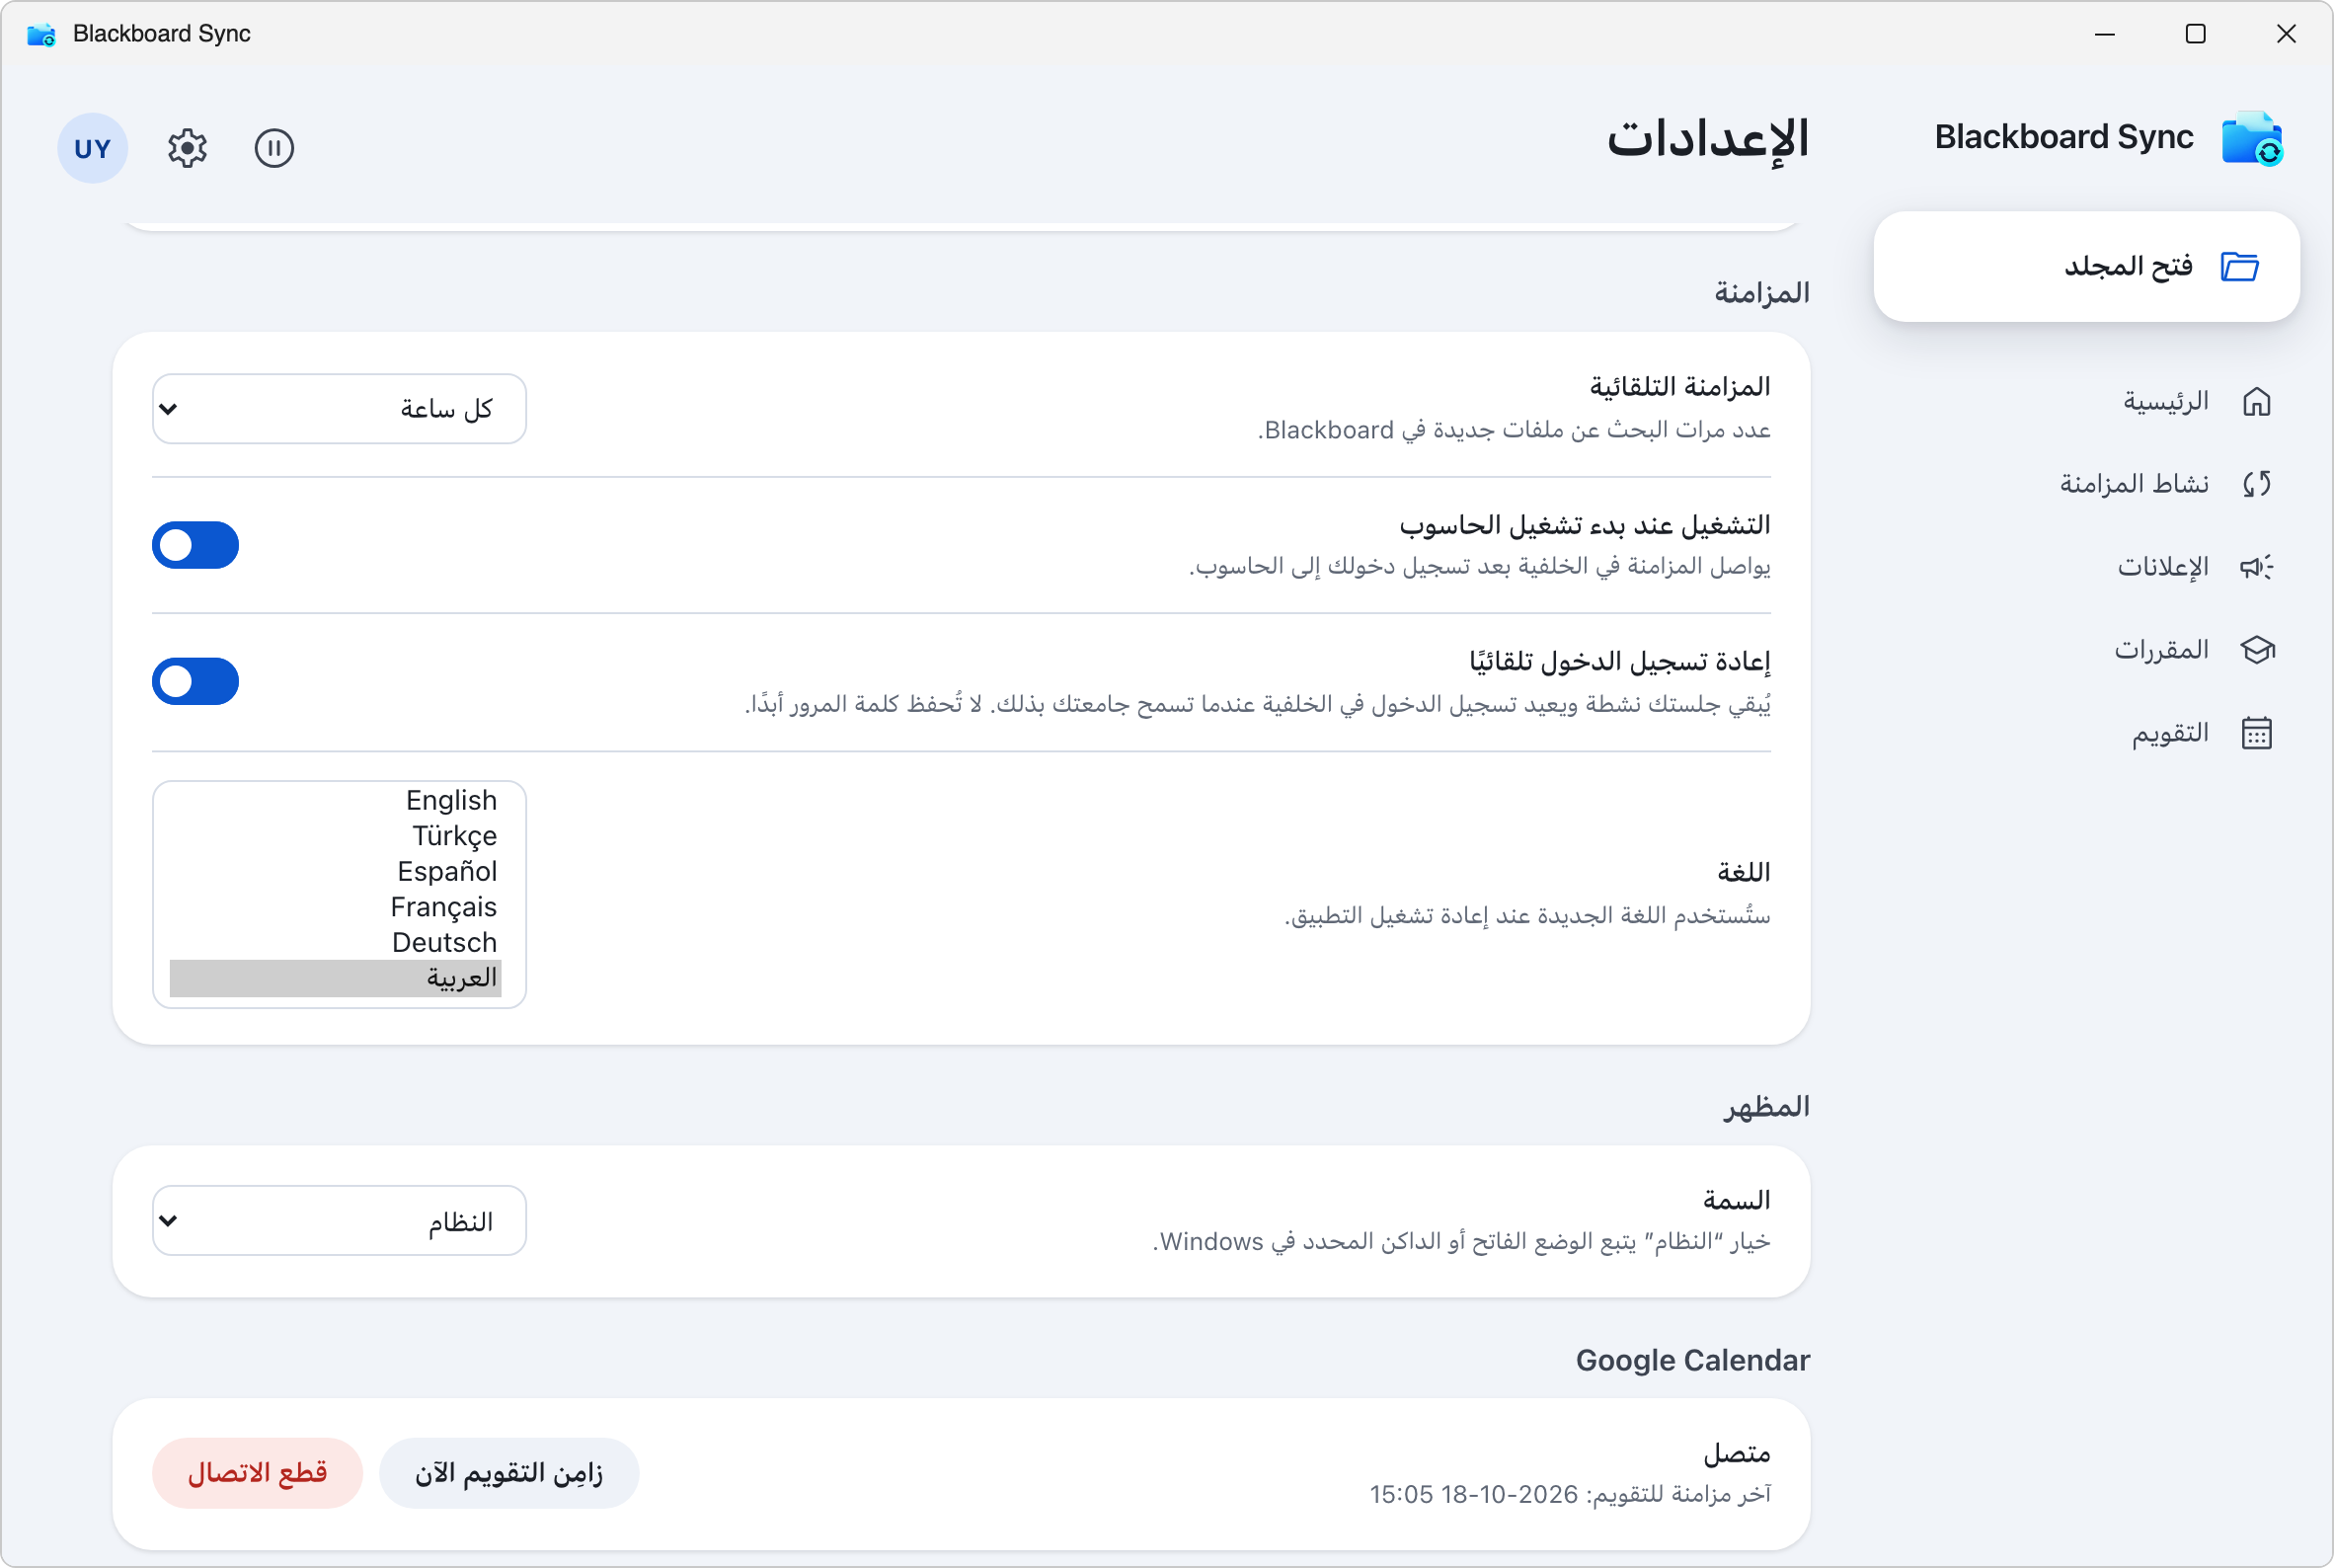 Blackboard Sync
Blackboard Sync
فتح المجلد
الرئيسية
نشاط المزامنة
الإعلانات
المقررات
التقويم
الإعدادات
UY
المزامنة
المزامنة التلقائية
عدد مرات البحث عن ملفات جديدة في Blackboard.
كل ساعة
التشغيل عند بدء تشغيل الحاسوب
يواصل المزامنة في الخلفية بعد تسجيل دخولك إلى الحاسوب.
إعادة تسجيل الدخول تلقائيًا
يُبقي جلستك نشطة ويعيد تسجيل الدخول في الخلفية عندما تسمح جامعتك بذلك. لا تُحفظ كلمة المرور أبدًا.
اللغة
ستُستخدم اللغة الجديدة عند إعادة تشغيل التطبيق.
English
Türkçe
Español
Français
Deutsch
العربية
المظهر
السمة
خيار “النظام” يتبع الوضع الفاتح أو الداكن المحدد في Windows.
النظام
Google Calendar
متصل
آخر مزامنة للتقويم: 2026-10-18 15:05
زامِن التقويم الآن
قطع الاتصال